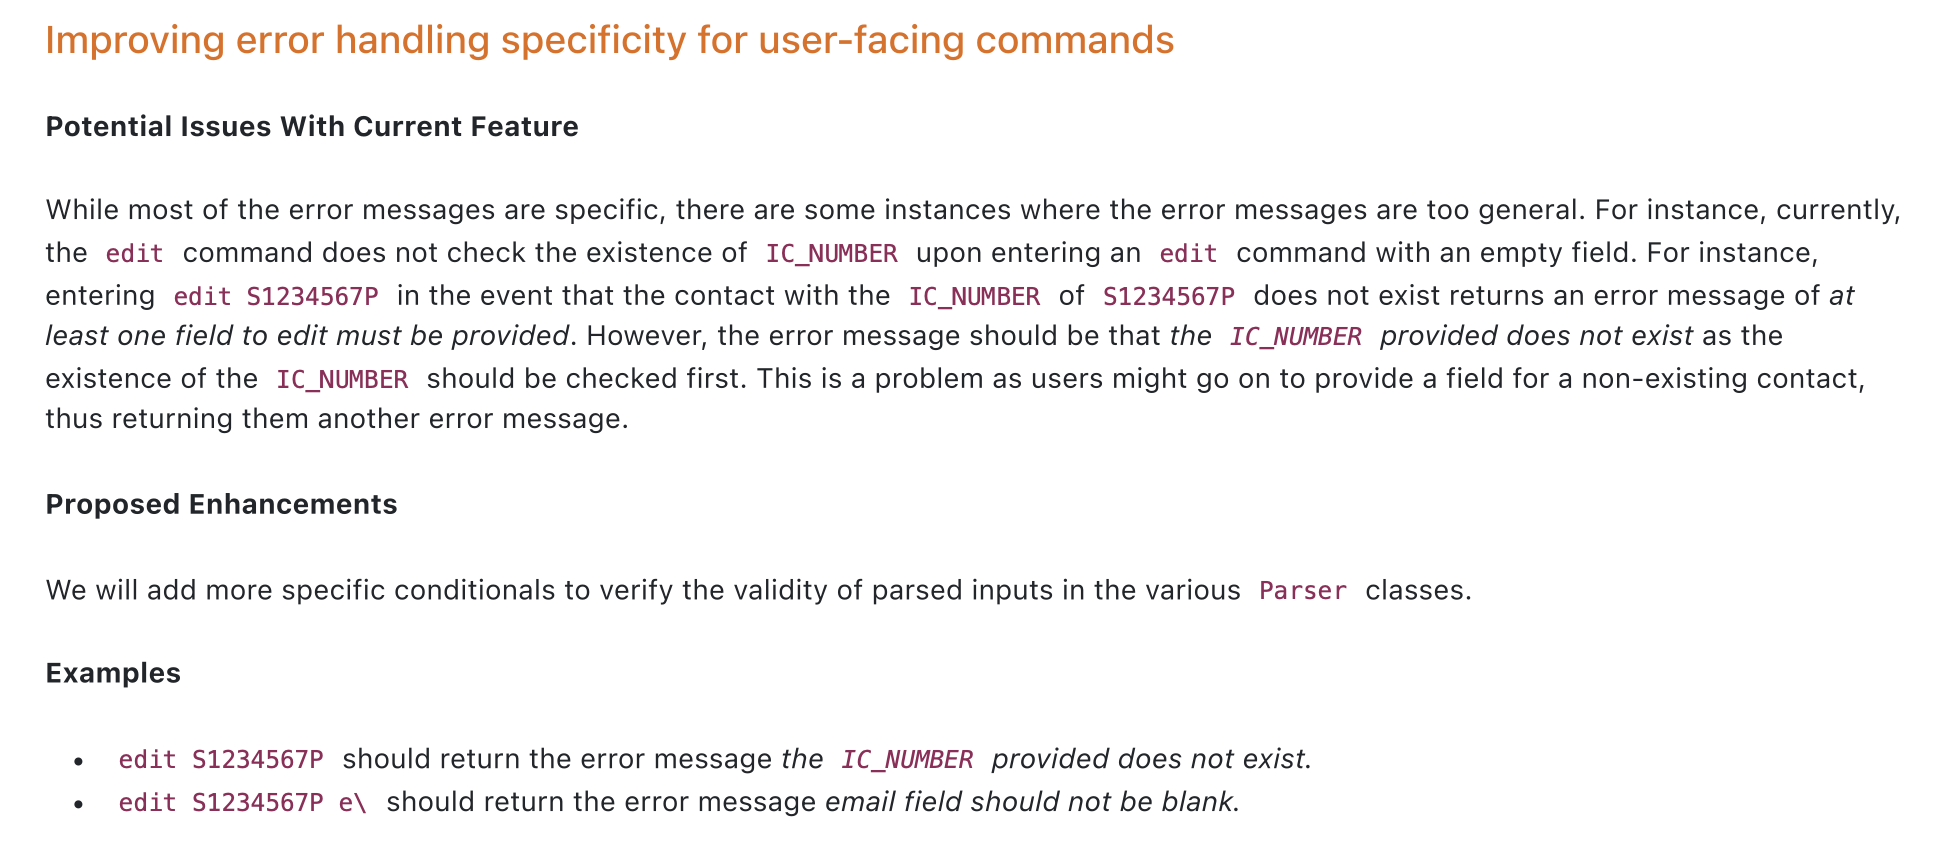 Improving error handling specificity for user-facing commands
Potential Issues With Current Feature
While most of the error messages are specific, there are some instances where the error messages are too general. For instance, currently,
the edit command does not check the existence of IC_NUMBER upon entering an edit command with an empty field. For instance,
entering edit S1234567P in the event that the contact with the IC_NUMBER of S1234567P does not exist returns an error message of at
least one field to edit must be provided. However, the error message should be that the IC_NUMBER provided does not exist as the
existence of the IC_NUMBER should be checked first. This is a problem as users might go on to provide a field for a non-existing contact,
thus returning them another error message.
Proposed Enhancements
We will add more specific conditionals to verify the validity of parsed inputs in the various Parser classes.
Examples
• edit S1234567P should return the error message the IC_NUMBER provided does not exist.
• edit S1234567P e\ should return the error message email field should not be blank.